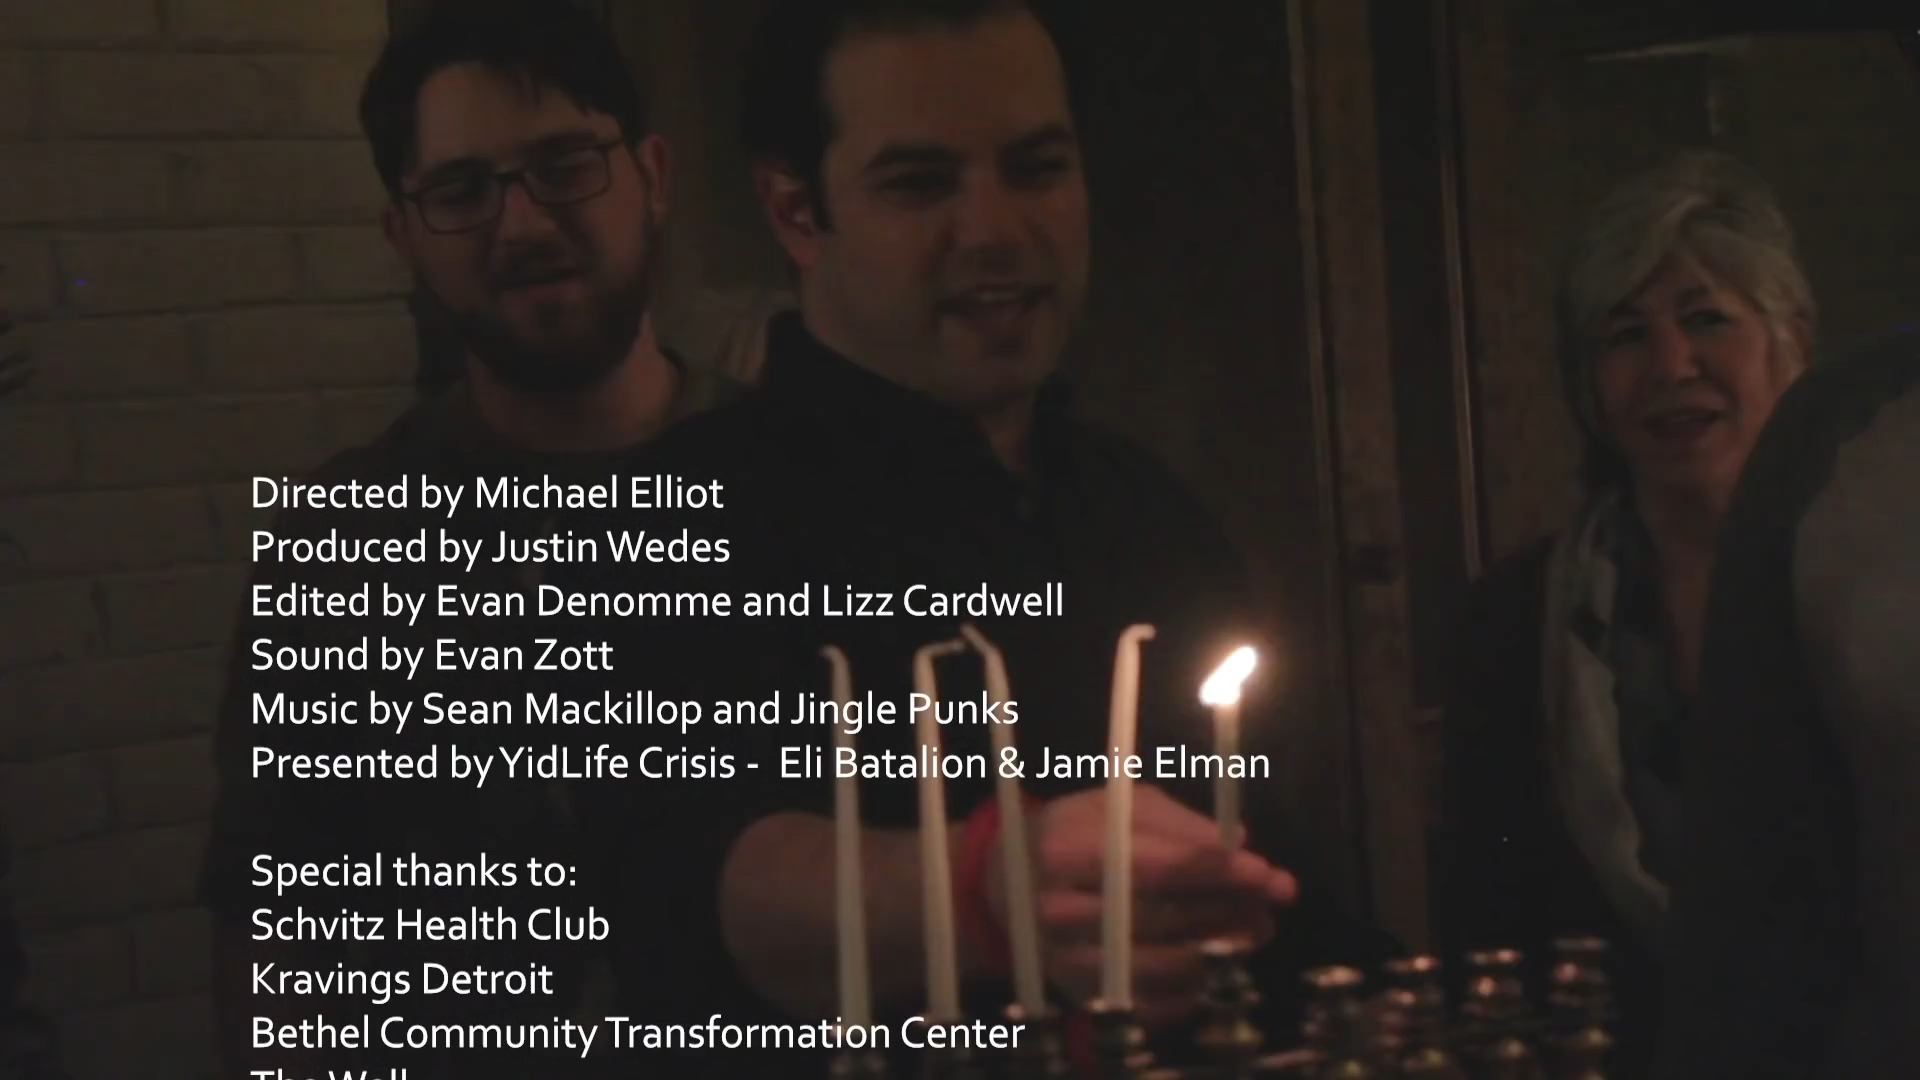 Directed by Michael Elliot
Produced by Justin Wedes
Edited by Evan Denomme and Lizz Cardwell
Sound by Evan Zott
Music by Sean Mackillop and Jingle Punks
Presented by YidLife Crisis -  Eli Batalion & Jamie Elman
Special thanks to:
Schvitz Health Club
Kravings Detroit
Bethel Community Transformation Center
The Well